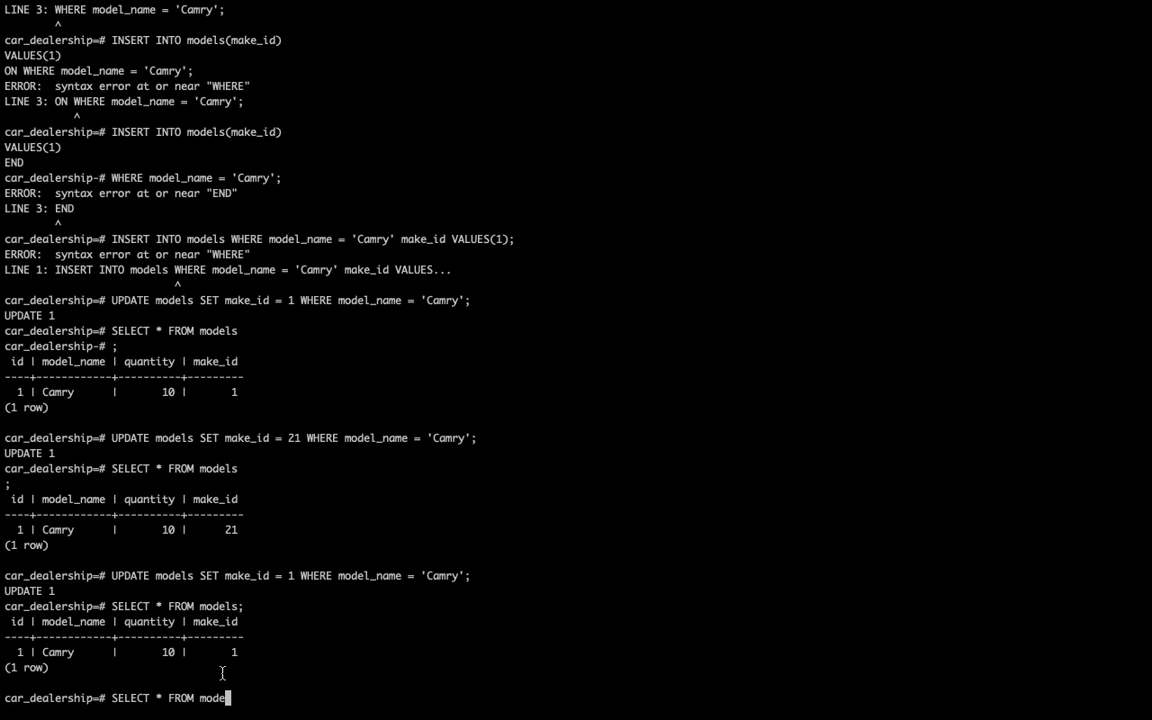 LINE 3: WHERE model_name = 'Camry';
^
car_dealership=# INSERT INTO models(make_id)
VALUES(1)
ON WHERE model_name = 'Camry';
ERROR:  syntax error at or near "WHERE"
LINE 3: ON WHERE model_name = 'Camry';
^
car_dealership=# INSERT INTO models(make_id)
VALUES(1)
END
car_dealership-# WHERE model_name = 'Camry';
ERROR:  syntax error at or near "END"
LINE 3: END
^
car_dealership=# INSERT INTO models WHERE model_name = 'Camry' make_id VALUES(1);
ERROR:  syntax error at or near "WHERE"
LINE 1: INSERT INTO models WHERE model_name = 'Camry' make_id VALUES...
^
car_dealership=# UPDATE models SET make_id = 1 WHERE model_name = 'Camry';
UPDATE 1
car_dealership=# SELECT * FROM models
car_dealership-# ;
id | model_name | quantity | make_id
----+------------+----------+---------
1 | Camry      |       10 |       1
(1 row)
car_dealership=# UPDATE models SET make_id = 21 WHERE model_name = 'Camry';
UPDATE 1
car_dealership=# SELECT * FROM models
;
id | model_name | quantity | make_id
----+------------+----------+---------
1 | Camry      |       10 |      21
(1 row)
car_dealership=# UPDATE models SET make_id = 1 WHERE model_name = 'Camry';
UPDATE 1
car_dealership=# SELECT * FROM models;
id | model_name | quantity | make_id
----+------------+----------+---------
1 | Camry      |       10 |       1
(1 row)
car_dealership=# SELECT * FROM mode